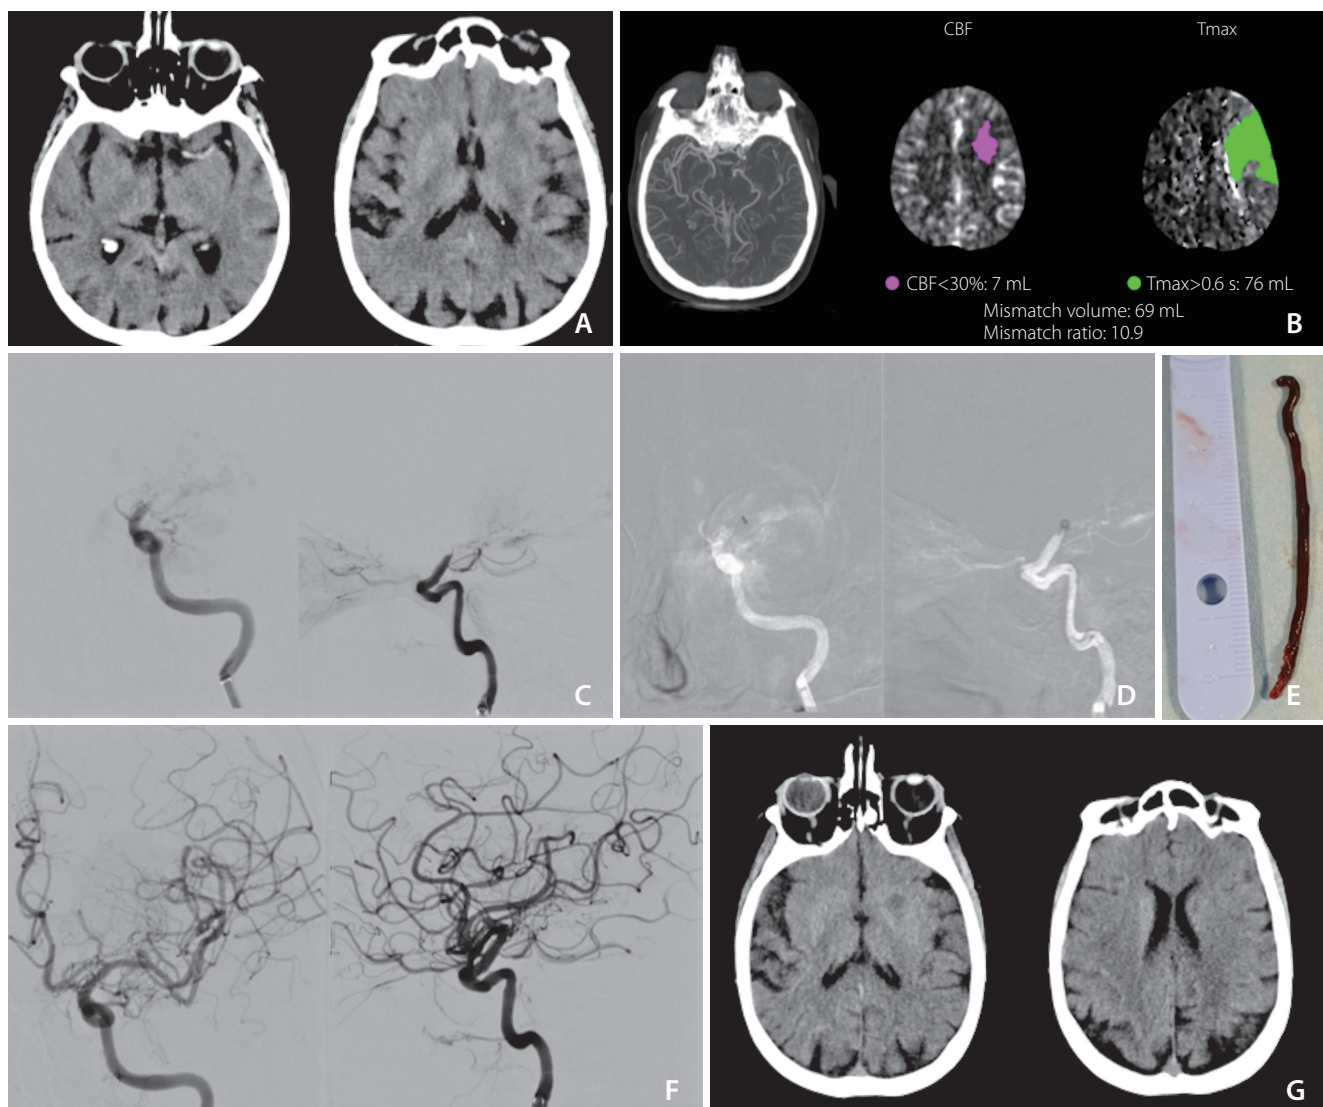 A
CBF
Tmax
CBF<30%: 7 mL
Tmax>0.6 s: 76 mL
Mismatch volume: 69 mL
Mismatch ratio: 10.9
B
C
D
E
F
G